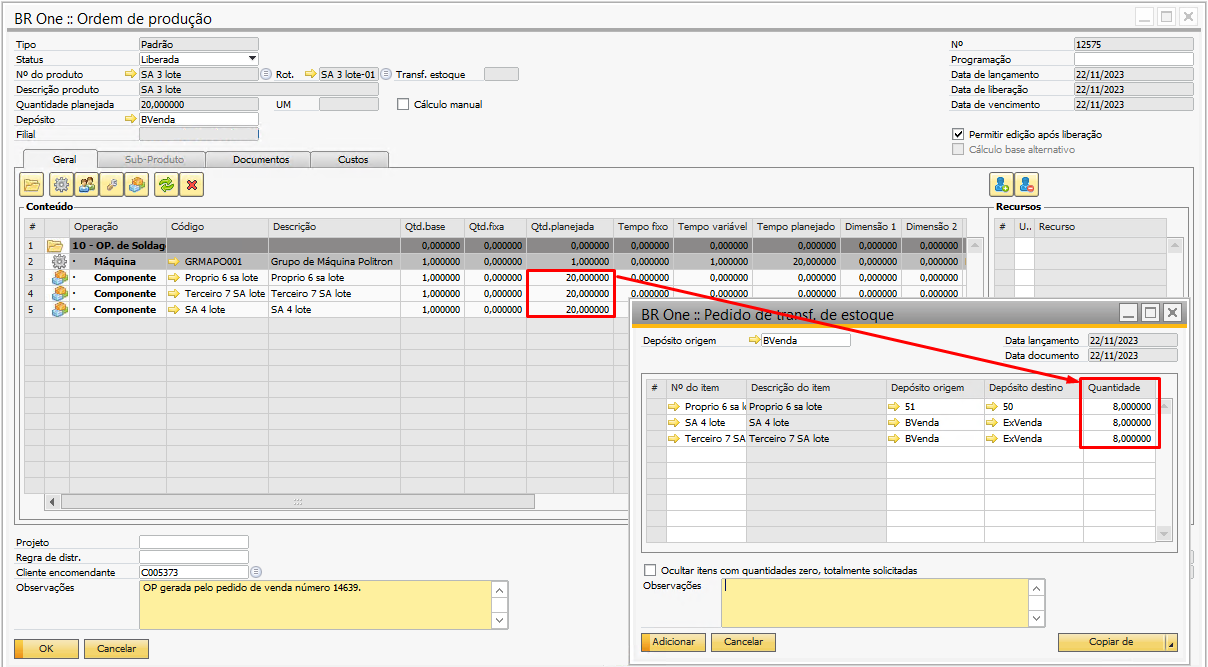 BR One :: Ordem de produção
Tipo Padrão Nº 12575
Status Liberada Programação
Nº do produto SA 3 lote Rot. SA 3 lote-01 Transf. estoque Data de lançamento 22/11/2023
Descrição produto SA 3 lote Data de liberação 22/11/2023
Quantidade planejada 20,000000 UM Cálculo manual Data de vencimento 22/11/2023
Depósito BVenda
Filial Permitir edição após liberação
Cálculo base alternativo
Geral Sub-Produto Documentos Custos
Conteúdo Recursos
# Operação Código Descrição Qtd.base Qtd.fixa Qtd.planejada Tempo fixo Tempo variável Tempo planejado Dimensão 1 Dimensão 2 # U.. Recurso
1 10 - OP. de Soldag 0,000000 0,000000 0,000000 0,000000 0,000000 0,000000 0,000000 0,000000
2 · Máquina GRMAPO001 Grupo de Máquina Politron 1,000000 0,000000 1,000000 0,000000 1,000000 20,000000 0,000000 0,000000
3 · Componente Proprio 6 sa lote Proprio 6 sa lote 1,000000 0,000000 20,000000 0,000000 0,000000 0,000000 0,000000 0,000000
4 · Componente Terceiro 7 SA lote Terceiro 7 SA lote 1,000000 0,000000 20,000000 0,000000 0,000000 0,000000 0,000000 0,000000
5 · Componente SA 4 lote SA 4 lote 1,000000 0,000000 20,000000
BR One :: Pedido de transf. de estoque
Depósito origem BVenda Data lançamento 22/11/2023
Data documento 22/11/2023
# Nº do item Descrição do item Depósito origem Depósito destino Quantidade
Proprio 6 sa Proprio 6 sa lote 51 50 8,000000
SA 4 lote SA 4 lote BVenda ExVenda 8,000000
Terceiro 7 SA Terceiro 7 SA lote BVenda ExVenda 8,000000
Ocultar itens com quantidades zero, totalmente solicitadas
Observações
Adicionar Cancelar Copiar de
Projeto
Regra de distr.
Cliente encomendante C005373
Observações OP gerada pelo pedido de venda número 14639.
OK Cancelar